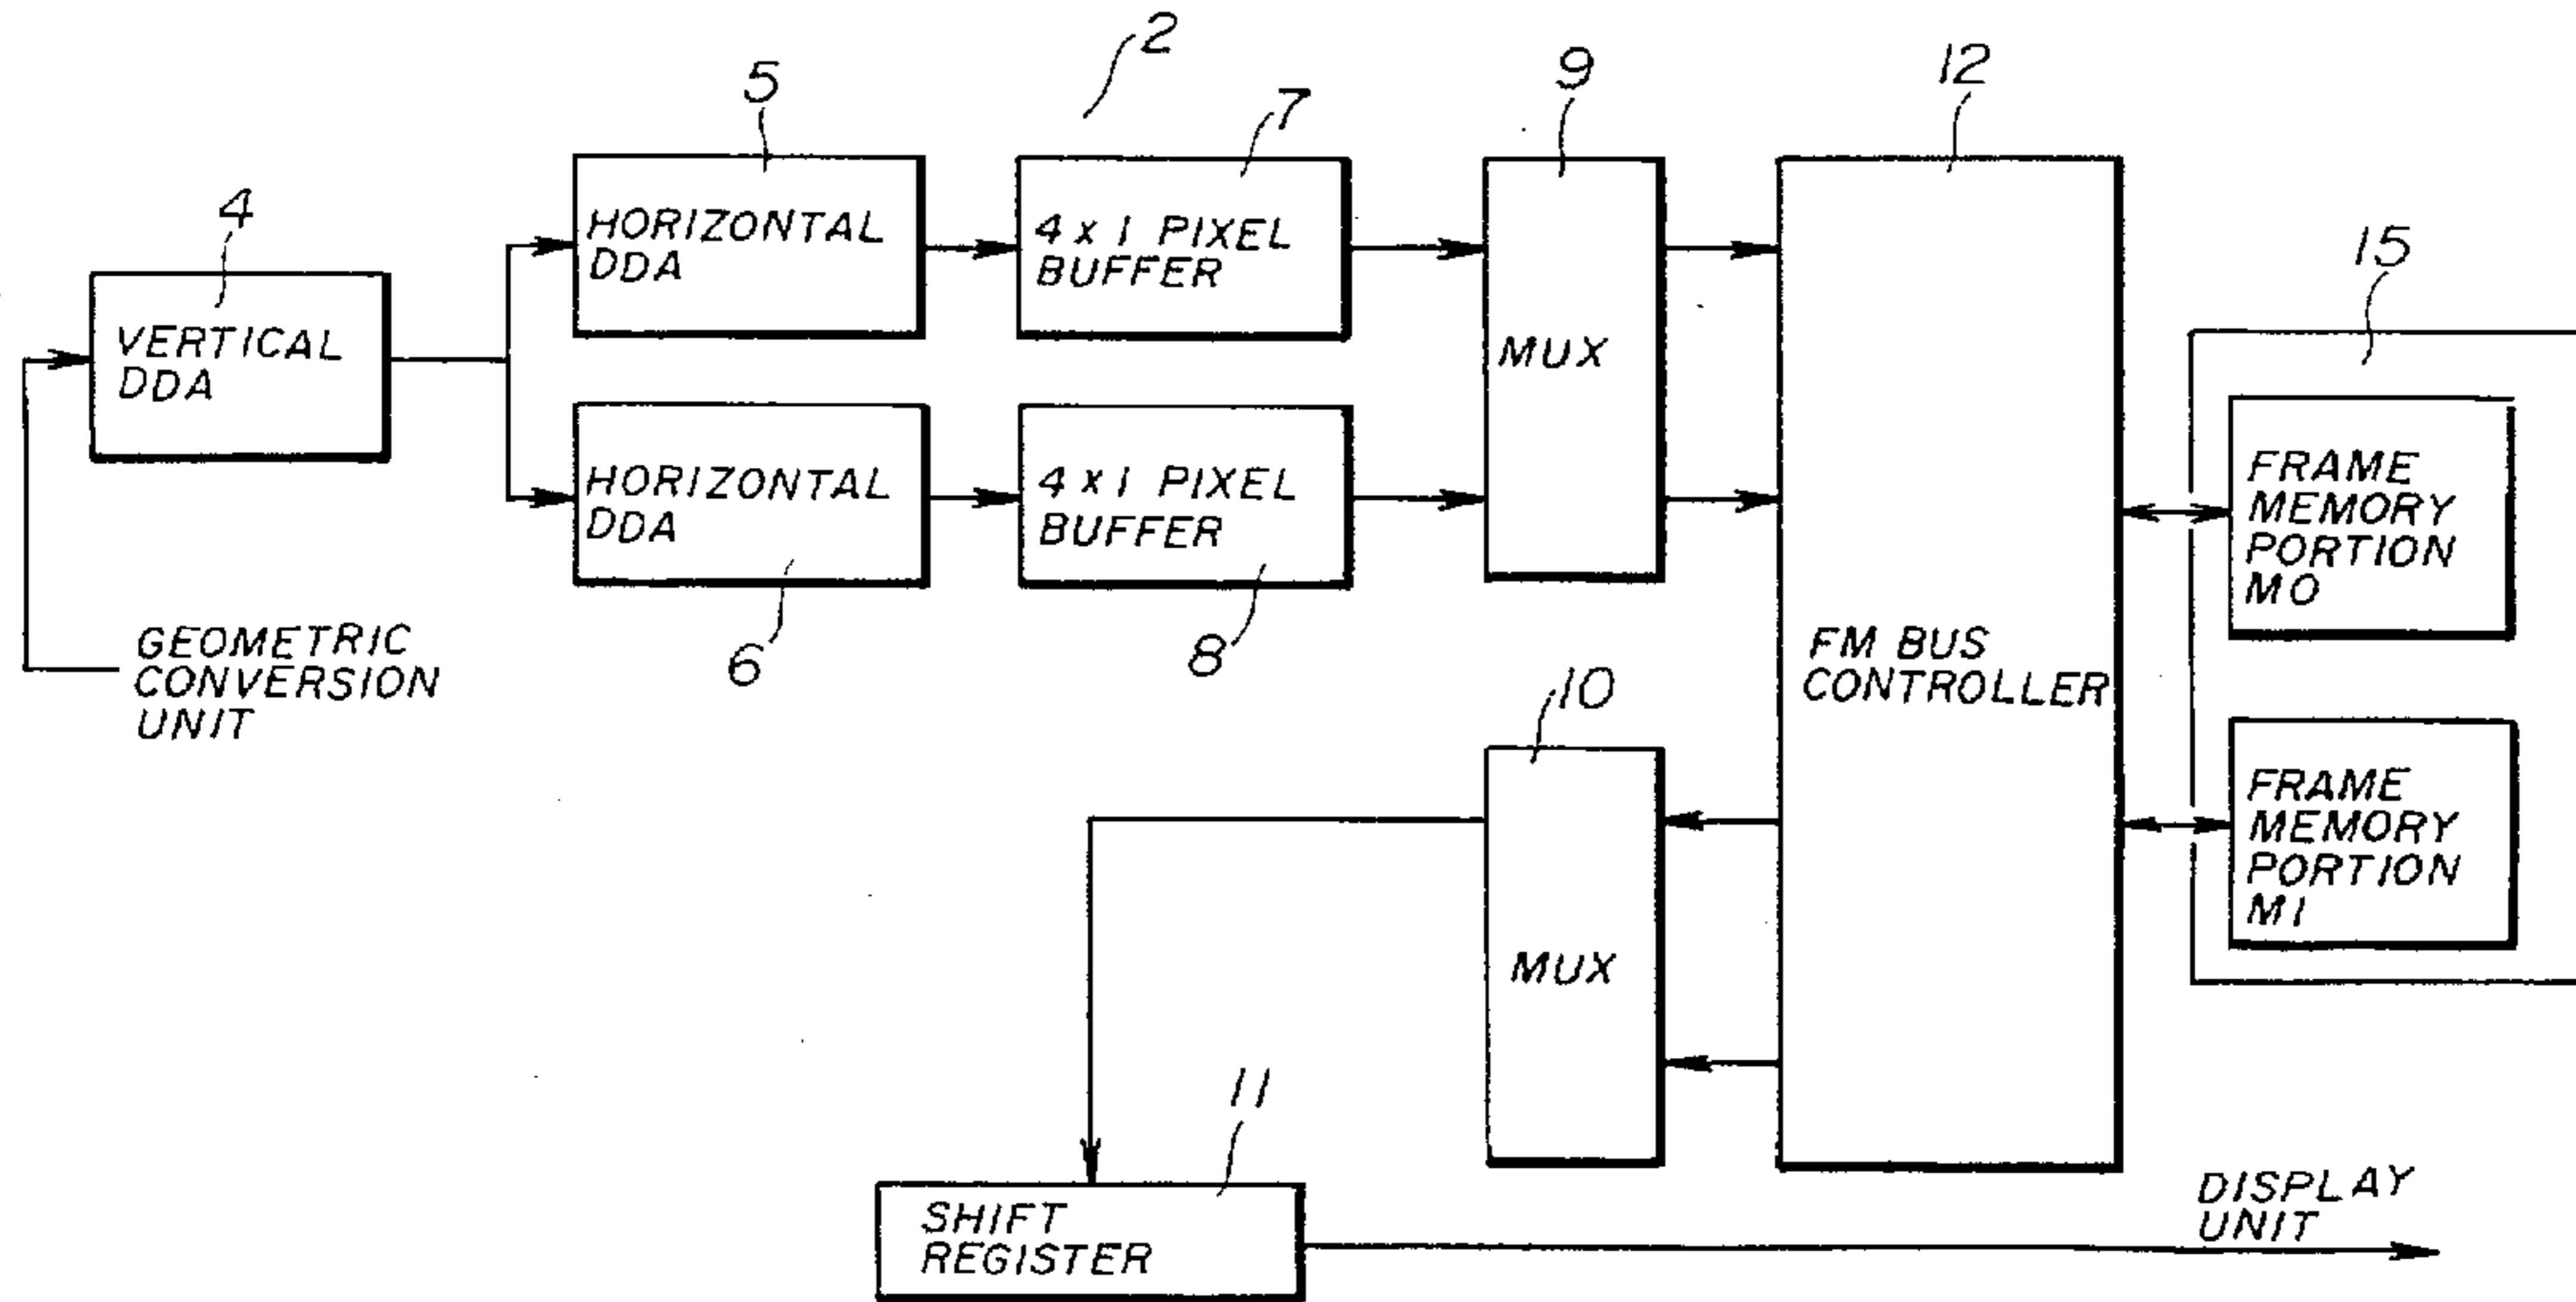 2
5
7
9
12
4
15
HORIZONTAL
DDA
4 x 1 PIXEL
BUFFER
MUX
VERTICAL
DDA
HORIZONTAL
DDA
4 x 1 PIXEL
BUFFER
FRAME
MEMORY
PORTION
M0
6
8
GEOMETRIC
CONVERSION
UNIT
FM BUS
CONTROLLER
10
MUX
FRAME
MEMORY
PORTION
M1
11
SHIFT
REGISTER
DISPLAY
UNIT